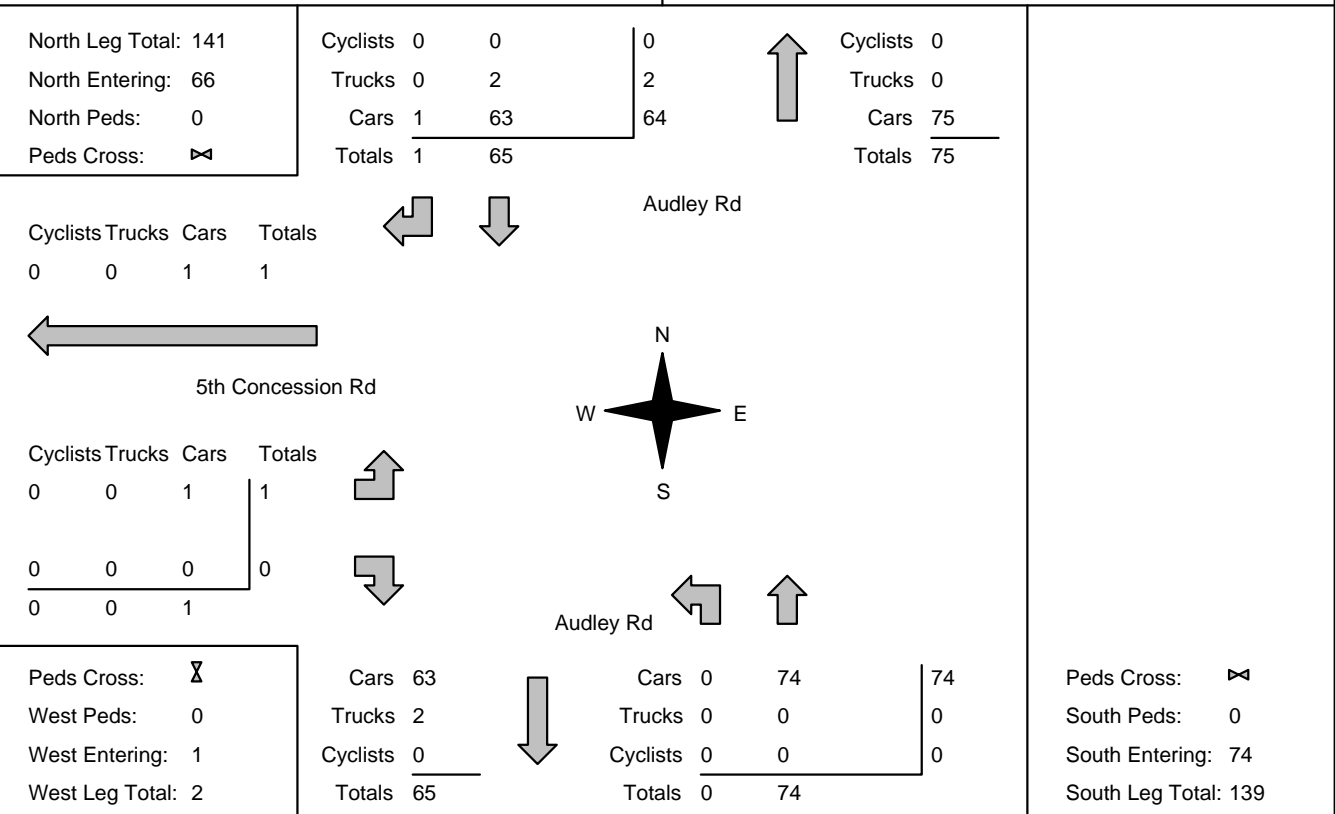 North Leg Total: 141
North Entering: 66
North Peds: 0
Peds Cross:
Cyclists 0 0 0
Trucks 0 2 2
Cars 1 63 64
Totals 1 65
Cyclists 0
Trucks 0
Cars 75
Totals 75
Audley Rd
Cyclists Trucks Cars Totals
0 0 1 1
5th Concession Rd
N
W E
S
Cyclists Trucks Cars Totals
0 0 1 1
0 0 0 0
0 0 1
Audley Rd
Peds Cross:
West Peds: 0
West Entering: 1
West Leg Total: 2
Cars 63
Trucks 2
Cyclists 0
Totals 65
Cars 0 74 74
Trucks 0 0 0
Cyclists 0 0 0
Totals 0 74
Peds Cross:
South Peds: 0
South Entering: 74
South Leg Total: 139